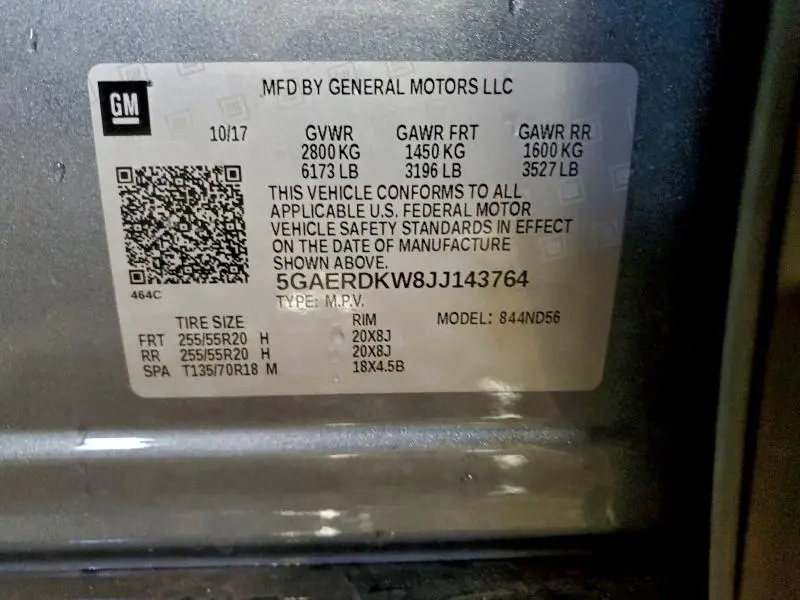 GM
MFD BY GENERAL MOTORS LLC
10/17 GVWR GAWR FRT GAWR RR
2800 KG 1450 KG 1600 KG
6173 LB 3196 LB 3527 LB
THIS VEHICLE CONFORMS TO ALL
APPLICABLE U.S. FEDERAL MOTOR
VEHICLE SAFETY STANDARDS IN EFFECT
ON THE DATE OF MANUFACTURE
SHOWN ABOVE.
464C
5GAERDKW8JJ143764
TYPE: M.P.V.
TIRE SIZE RIM MODEL: 844ND56
FRT 255/55R20 H 20X8J
RR 255/55R20 H 20X8J
SPA T135/70R18 M 18X4.5B